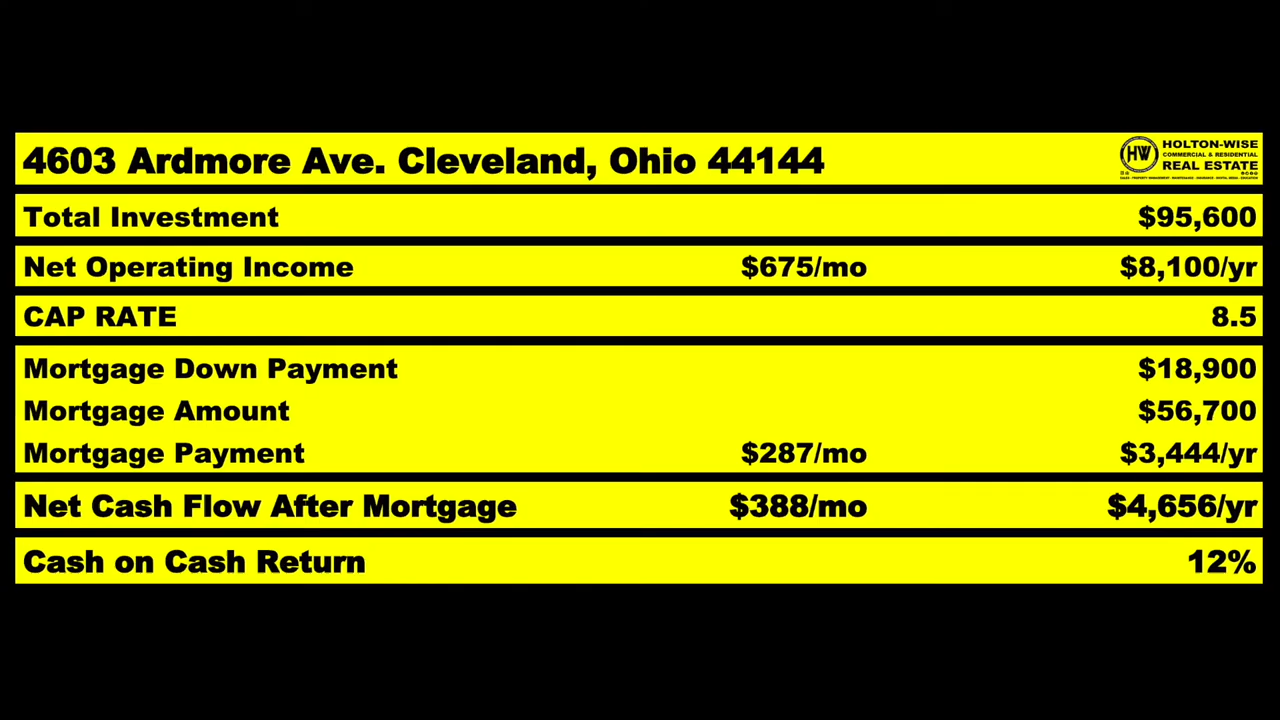 4603 Ardmore Ave. Cleveland, Ohio 44144
HW
HOLTON-WISE
COMMERCIAL & RESIDENTIAL
REAL ESTATE
Total Investment $95,600
Net Operating Income $675/mo $8,100/yr
CAP RATE 8.5
Mortgage Down Payment $18,900
Mortgage Amount $56,700
Mortgage Payment $287/mo $3,444/yr
Net Cash Flow After Mortgage $388/mo $4,656/yr
Cash on Cash Return 12%